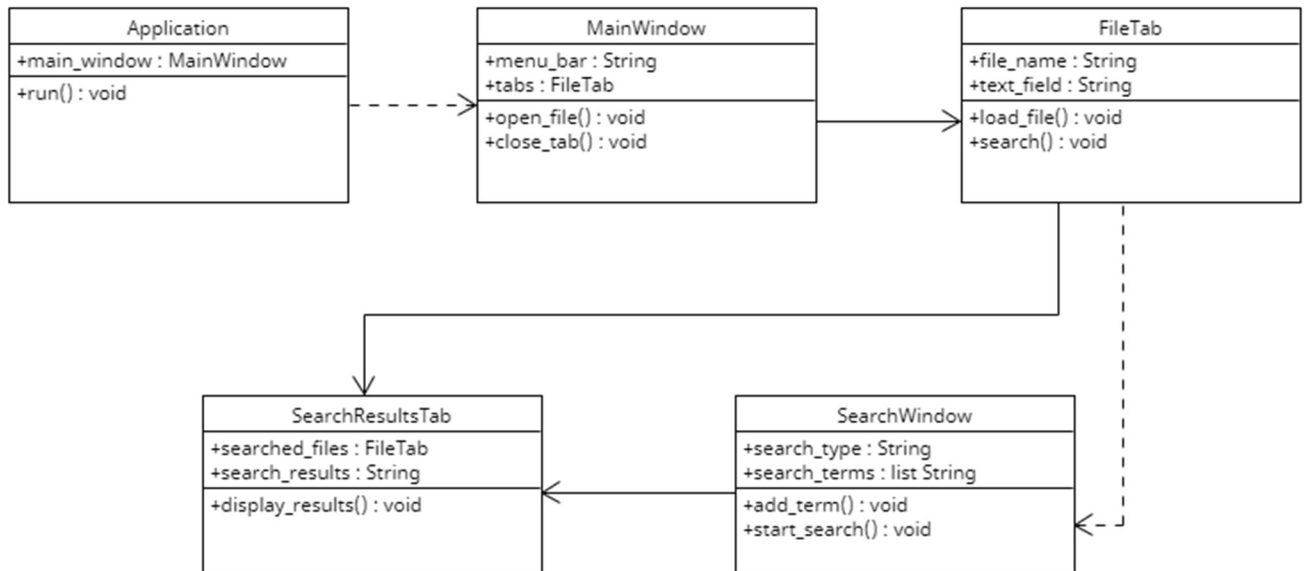 Application
+main_window : MainWindow
+run() : void
MainWindow
+menu_bar : String
+tabs : FileTab
+open_file() : void
+close_tab() : void
FileTab
+file_name : String
+text_field : String
+load_file() : void
+search() : void
SearchResultsTab
+searched_files : FileTab
+search_results : String
+display_results() : void
SearchWindow
+search_type : String
+search_terms : list String
+add_term() : void
+start_search() : void